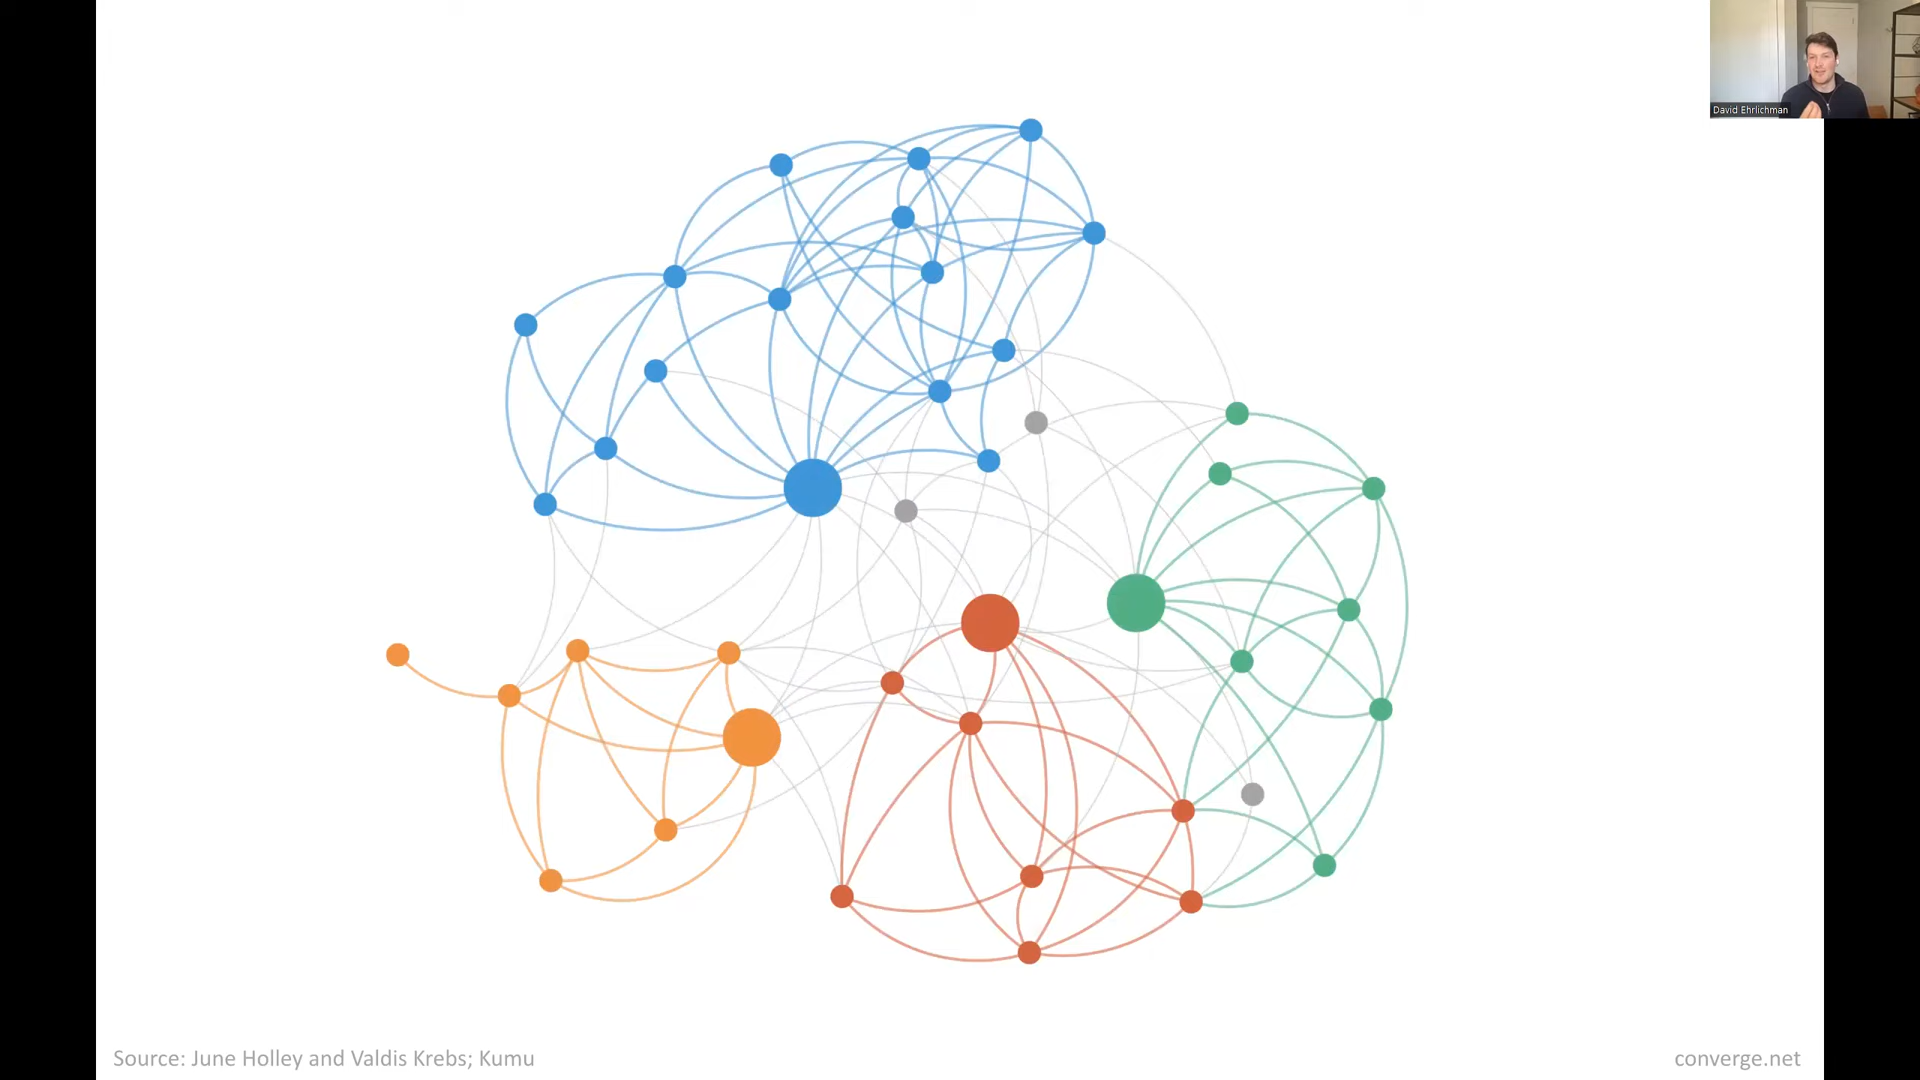 David Ehrlichman
Source: June Holley and Valdis Krebs; Kumu
converge.net